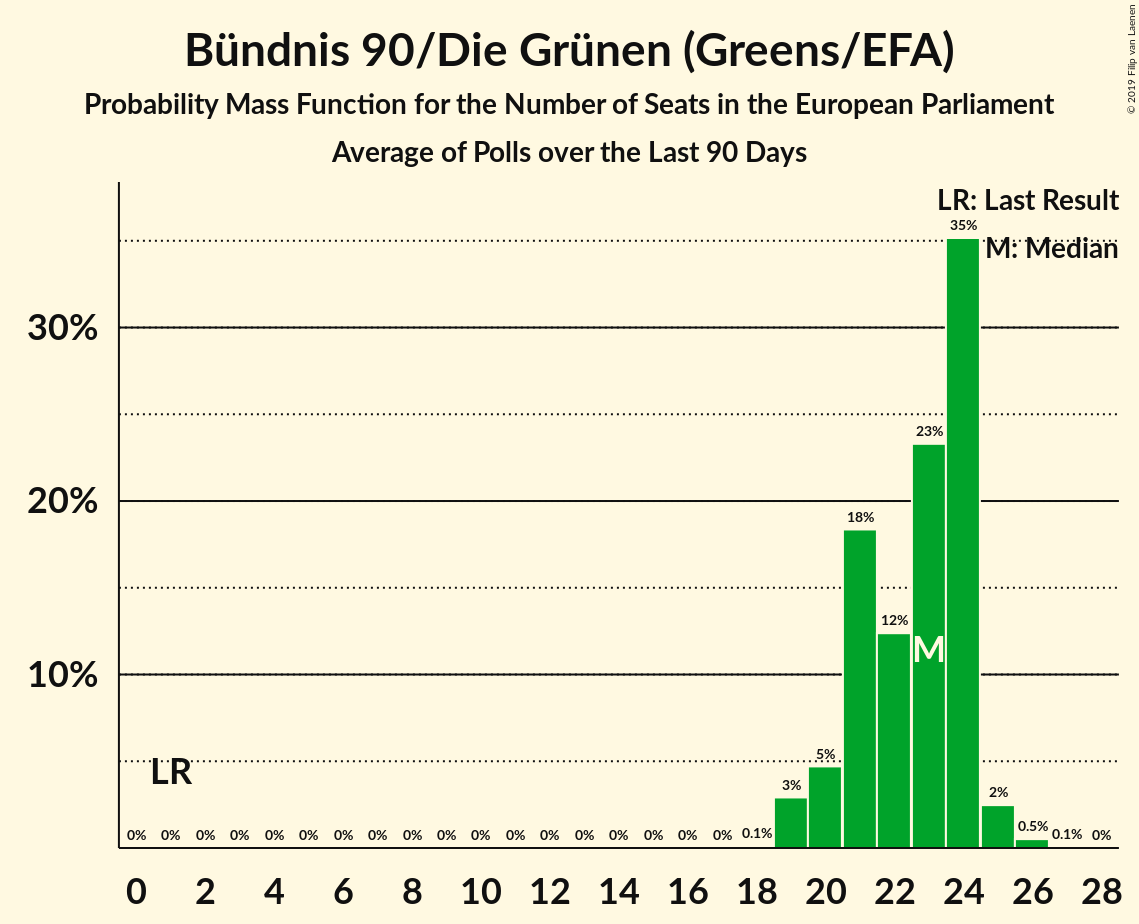 Bündnis 90/Die Grünen (Greens/EFA)
Probability Mass Function for the Number of Seats in the European Parliament
Average of Polls over the Last 90 Days
© 2019 Filip van Laenen
LR: Last Result
M: Median
35%
30%
23%
20%
18%
12%
M
10%
LR
5%
3%
2%
0% 0% 0% 0% 0% 0% 0% 0% 0% 0% 0% 0% 0% 0% 0% 0% 0% 0% 0.1% 0.5% 0.1% 0%
0 2 4 6 8 10 12 14 16 18 20 22 24 26 28